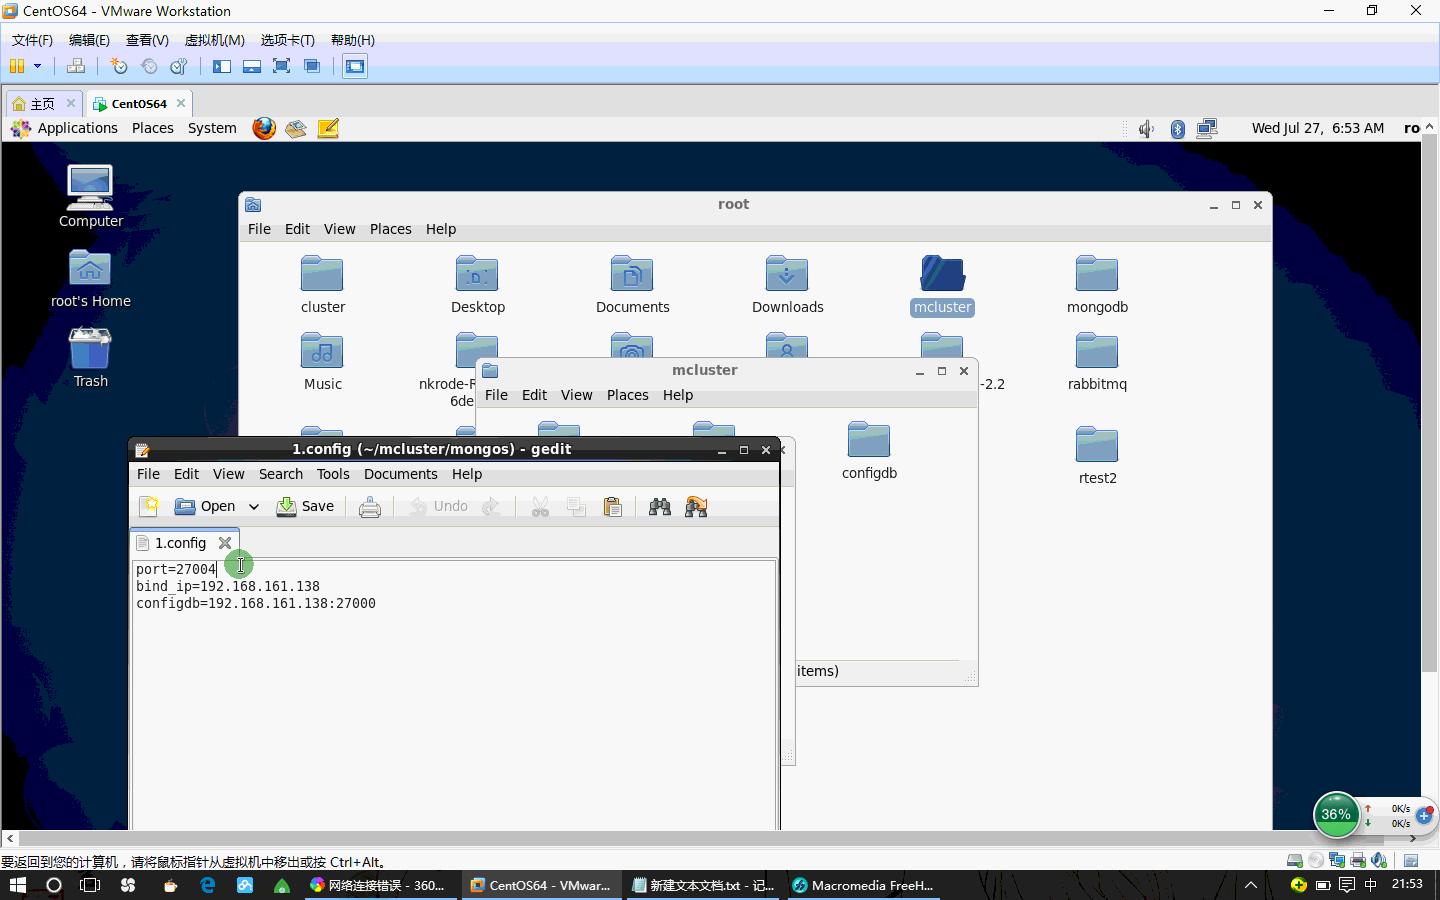 CentOS64 - VMware Workstation
文件(F) 编辑(E) 查看(V) 虚拟机(M) 选项卡(T) 帮助(H)
主页 CentOS64
Applications Places System Wed Jul 27, 6:53 AM ro
Computer
root's Home
Trash
root
File Edit View Places Help
cluster Desktop Documents Downloads mcluster mongodb
Music nkrode-R -2.2 rabbitmq
6de
rtest2
mcluster
File Edit View Places Help
configdb
items)
1.config (~/mcluster/mongos) - gedit
File Edit View Search Tools Documents Help
Open Save Undo
1.config
port=27004
bind_ip=192.168.161.138
configdb=192.168.161.138:27000
36% 0K/s
0K/s
要返回到您的计算机，请将鼠标指针从虚拟机中移出或按 Ctrl+Alt。
网络连接错误 - 360... CentOS64 - VMwar... 新建文本文档.txt - 记... Macromedia FreeH... 中 21:53